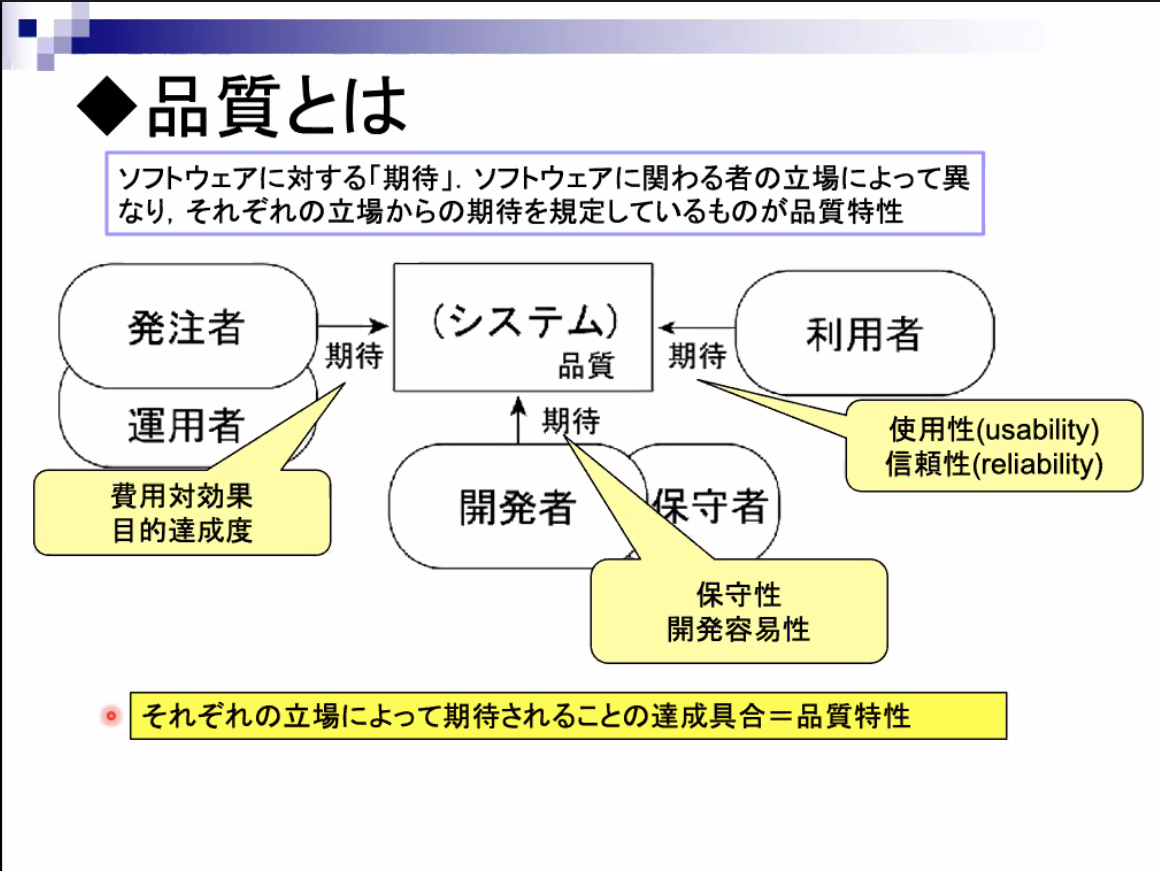 ◆品質とは
ソフトウェアに対する「期待」．ソフトウェアに関わる者の立場によって異
なり，それぞれの立場からの期待を規定しているものが品質特性
発注者
期待
(システム)
品質
期待
利用者
運用者
費用対効果
目的達成度
期待
開発者
保守者
使用性(usability)
信頼性(reliability)
保守性
開発容易性
それぞれの立場によって期待されることの達成具合＝品質特性